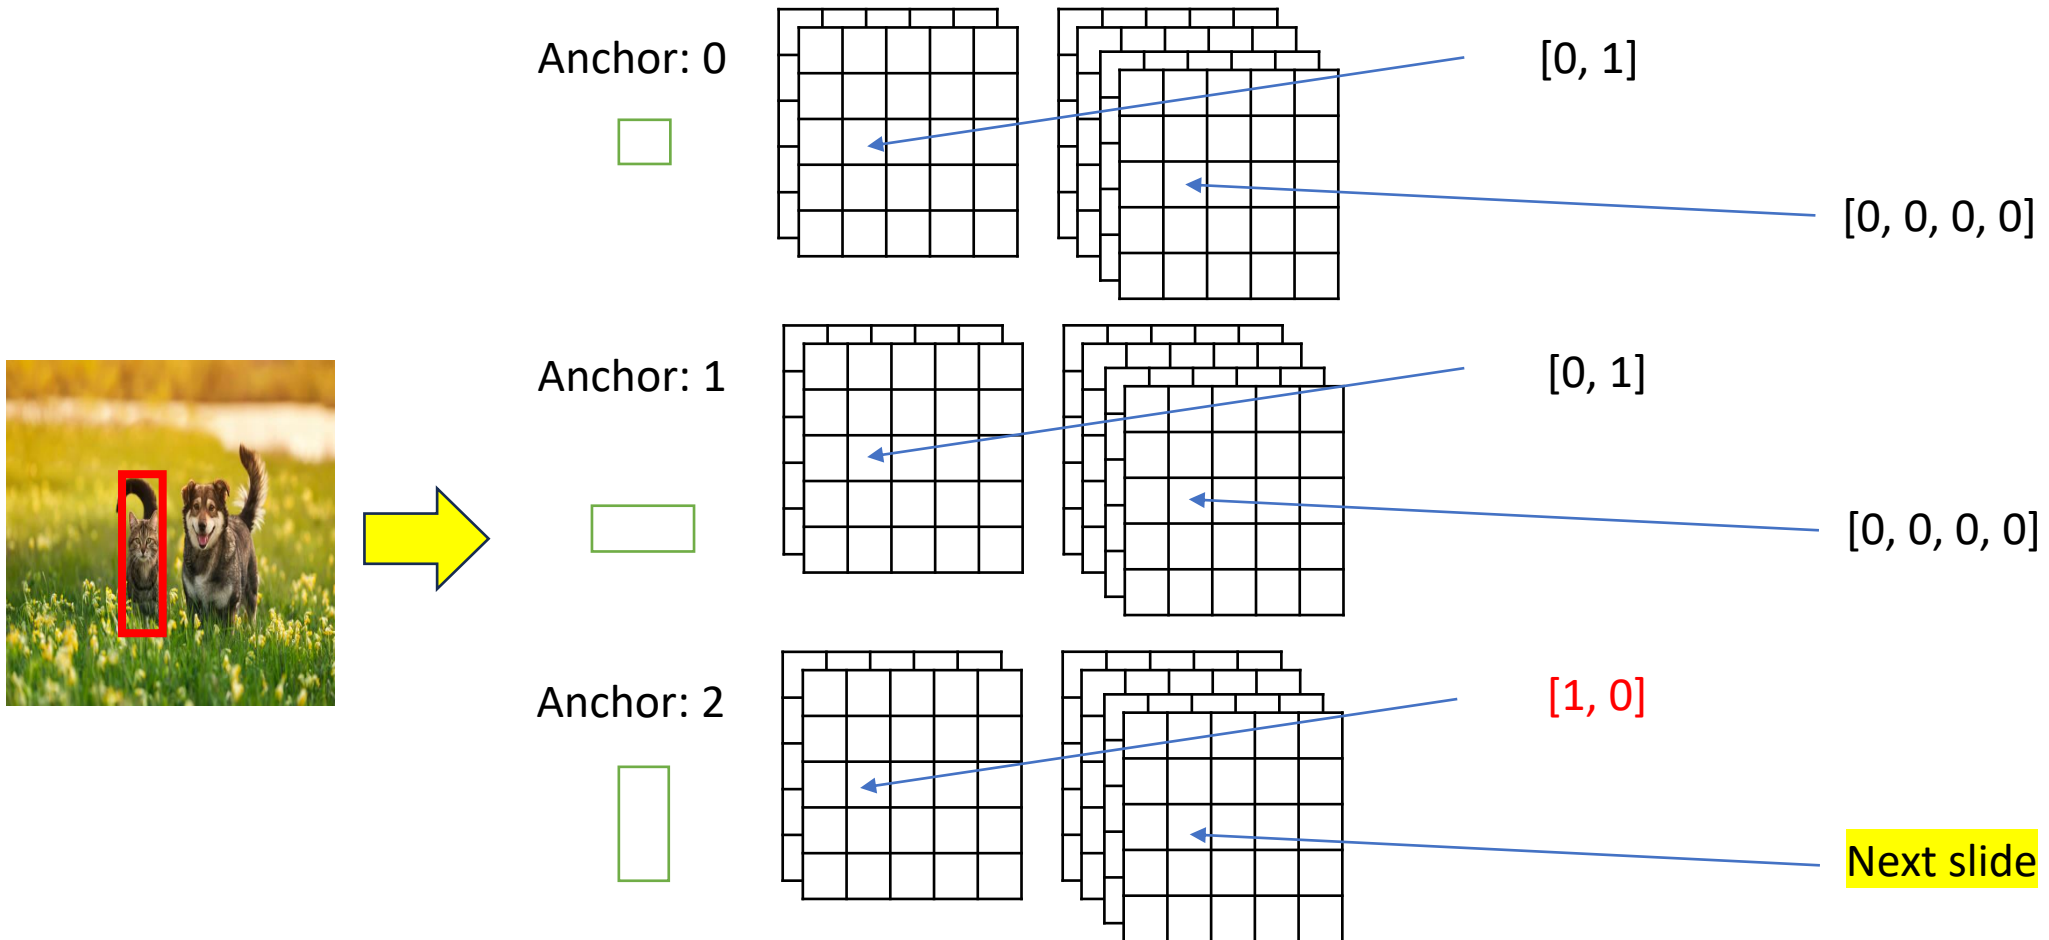 Anchor: 0
[0, 1]
[0, 0, 0, 0]
Anchor: 1
[0, 1]
[0, 0, 0, 0]
Anchor: 2
[1, 0]
Next slide